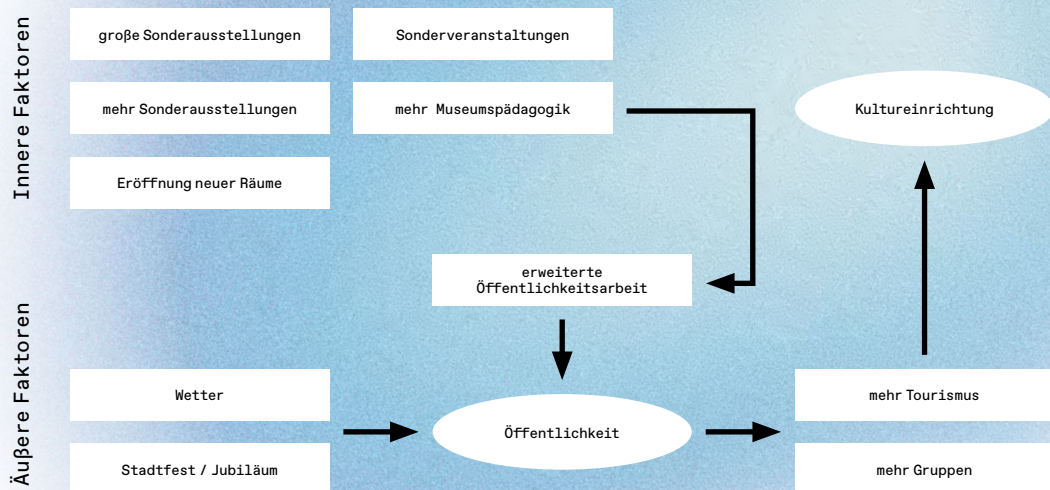 Innere Faktoren
große Sonderausstellungen
Sonderveranstaltungen
mehr Sonderausstellungen
mehr Museumspädagogik
Kultureinrichtung
Eröffnung neuer Räume
erweiterte
Öffentlichkeitsarbeit
Äußere Faktoren
Wetter
Öffentlichkeit
mehr Tourismus
Stadtfest / Jubiläum
mehr Gruppen